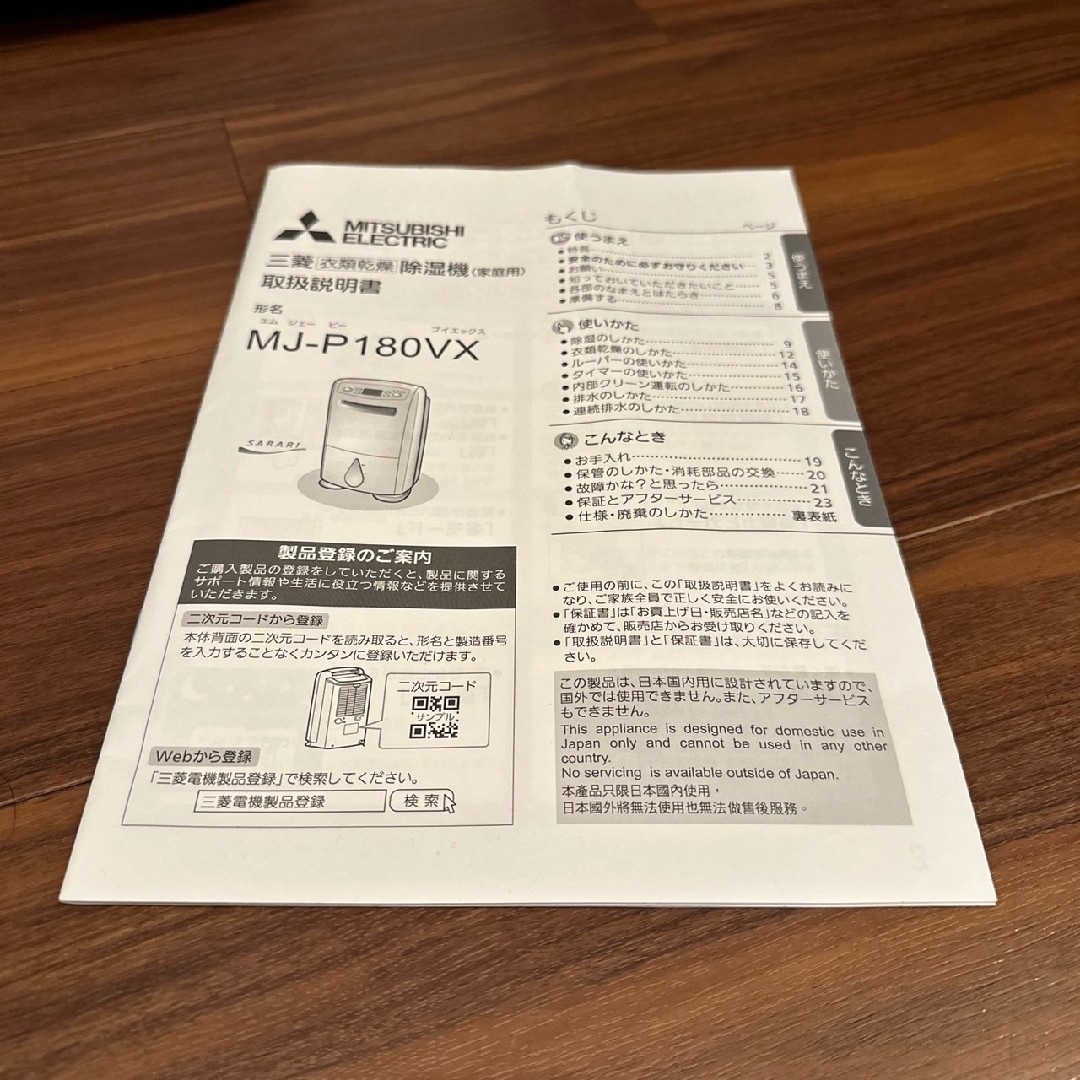 MITSUBISHI
ELECTRIC
三菱 衣類乾燥 除湿機(家庭用)
取扱説明書
形名
エム ジェー ピー ブイエックス
MJ-P180VX
SARARI
製品登録のご案内
ご購入製品の登録をしていただくと、製品に関する
サポート情報や生活に役立つ情報などを提供させて
いただきます。
二次元コードから登録
本体背面の二次元コードを読み取ると、形名と製造番号
を入力することなくカンタンに登録いただけます。
二次元コード
サンプル
Webから登録
「三菱電機製品登録」で検索してください。
三菱電機製品登録 検索
もくじ
ページ
使うまえ
●特長 2
●安全のために必ずお守りください 3
●お願い 5
●知っておいていただきたいこと 5
●各部のなまえとはたらき 6
●準備する 8
使いかた
●除湿のしかた 9
●衣類乾燥のしかた 12
●ルーバーの使いかた 14
●タイマーの使いかた 15
●内部クリーン運転のしかた 16
●排水のしかた 17
●連続排水のしかた 18
こんなとき
●お手入れ 19
●保管のしかた・消耗部品の交換 20
●故障かな?と思ったら 21
●保証とアフターサービス 23
●仕様・廃棄のしかた 裏表紙
使うまえ
使いかた
こんなとき
●ご使用の前に、この「取扱説明書」をよくお読みに
なり、ご家族全員で正しく安全にお使いください。
●「保証書」は「お買上げ日・販売店名」などの記入を
確かめて、販売店からお受け取りください。
●「取扱説明書」と「保証書」は、大切に保存してくだ
さい。
この製品は、日本国内用に設計されていますので、
国外では使用できません。また、アフターサービス
もできません。
This appliance is designed for domestic use in
Japan only and cannot be used in any other
country.
No servicing is available outside of Japan.
本產品只限日本國內使用，
日本國外將無法使用也無法做售後服務。